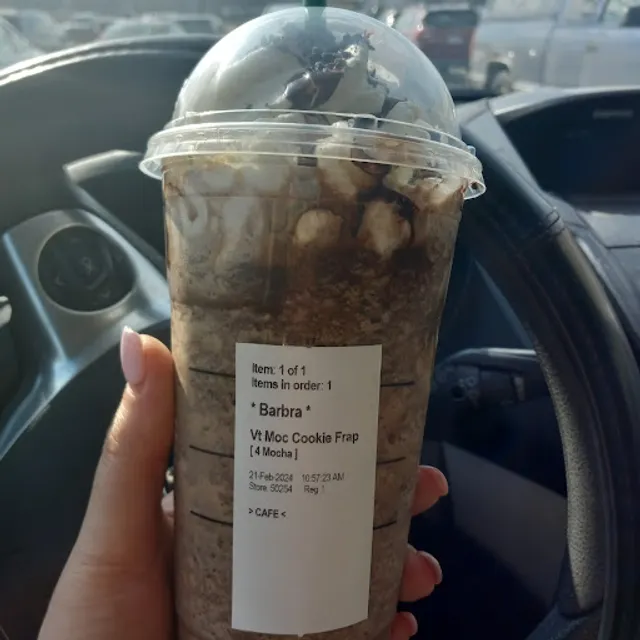 Item: 1 of 1
Items in order: 1
* Barbra *
Vt Moc Cookie Frap
[ 4 Mocha ]
21-Feb-2024 10:57:23 AM
Store: 50254 Reg 1
> CAFE <